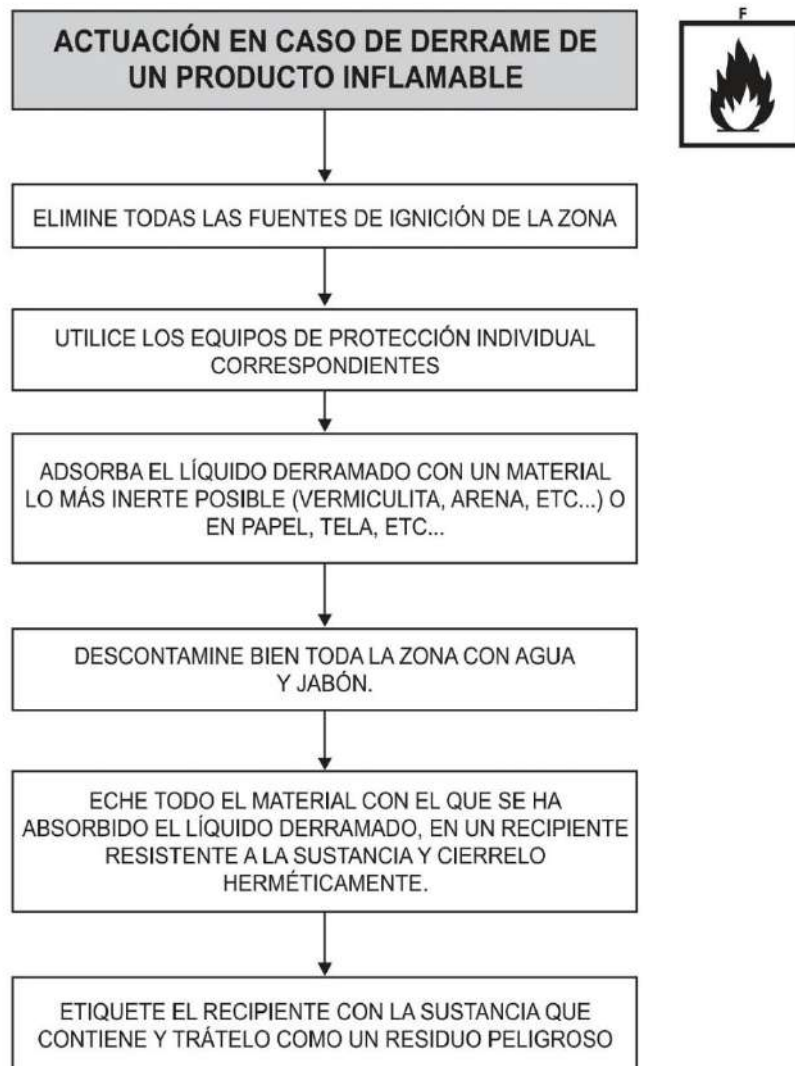 ACTUACIÓN EN CASO DE DERRAME DE
UN PRODUCTO INFLAMABLE
F
ELIMINE TODAS LAS FUENTES DE IGNICIÓN DE LA ZONA
UTILICE LOS EQUIPOS DE PROTECCIÓN INDIVIDUAL
CORRESPONDIENTES
ADSORBA EL LÍQUIDO DERRAMADO CON UN MATERIAL
LO MÁS INERTE POSIBLE (VERMICULITA, ARENA, ETC...) O
EN PAPEL, TELA, ETC...
DESCONTAMINE BIEN TODA LA ZONA CON AGUA
Y JABÓN.
ECHE TODO EL MATERIAL CON EL QUE SE HA
ABSORBIDO EL LÍQUIDO DERRAMADO, EN UN RECIPIENTE
RESISTENTE A LA SUSTANCIA Y CIERRELO
HERMÉTICAMENTE.
ETIQUETE EL RECIPIENTE CON LA SUSTANCIA QUE
CONTIENE Y TRÁTELO COMO UN RESIDUO PELIGROSO